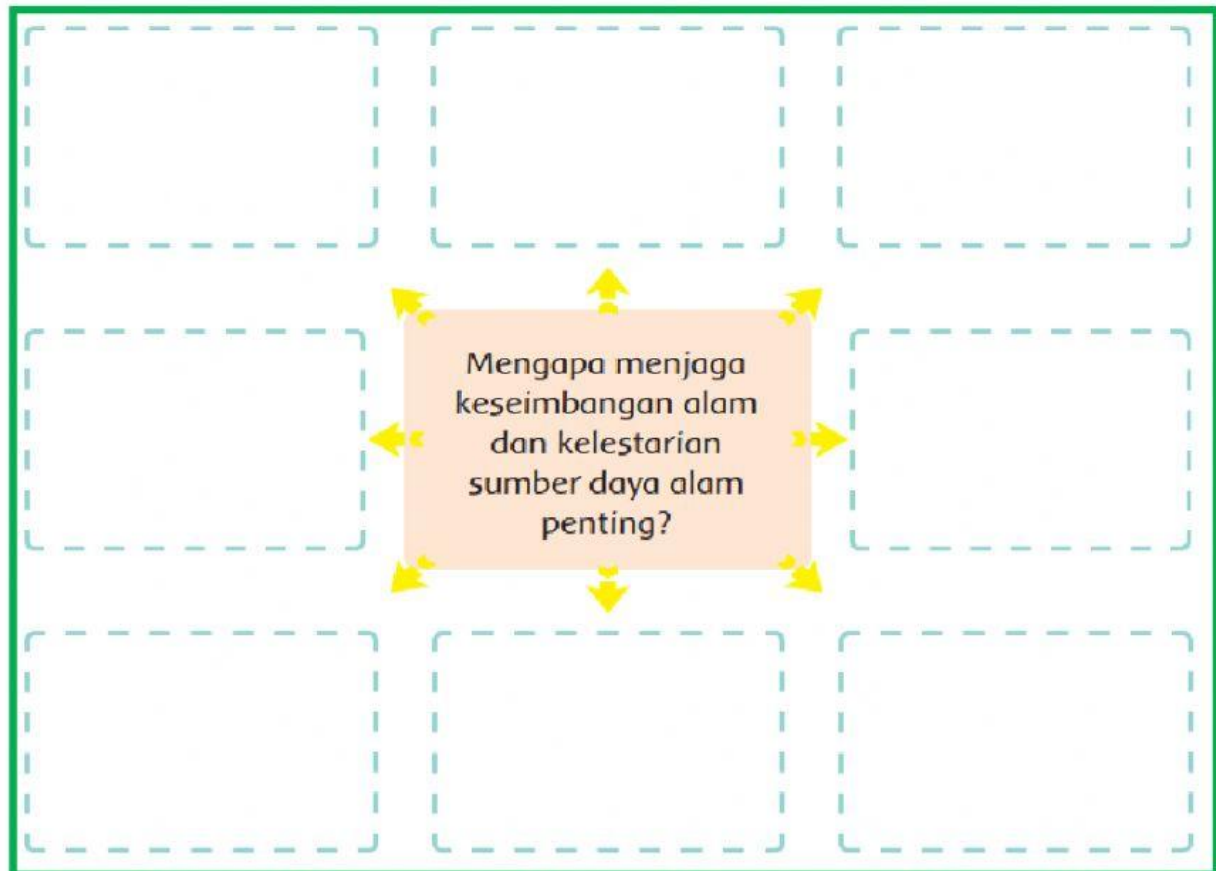 Mengapa menjaga
keseimbangan alam
dan kelestarian
sumber daya alam
penting?